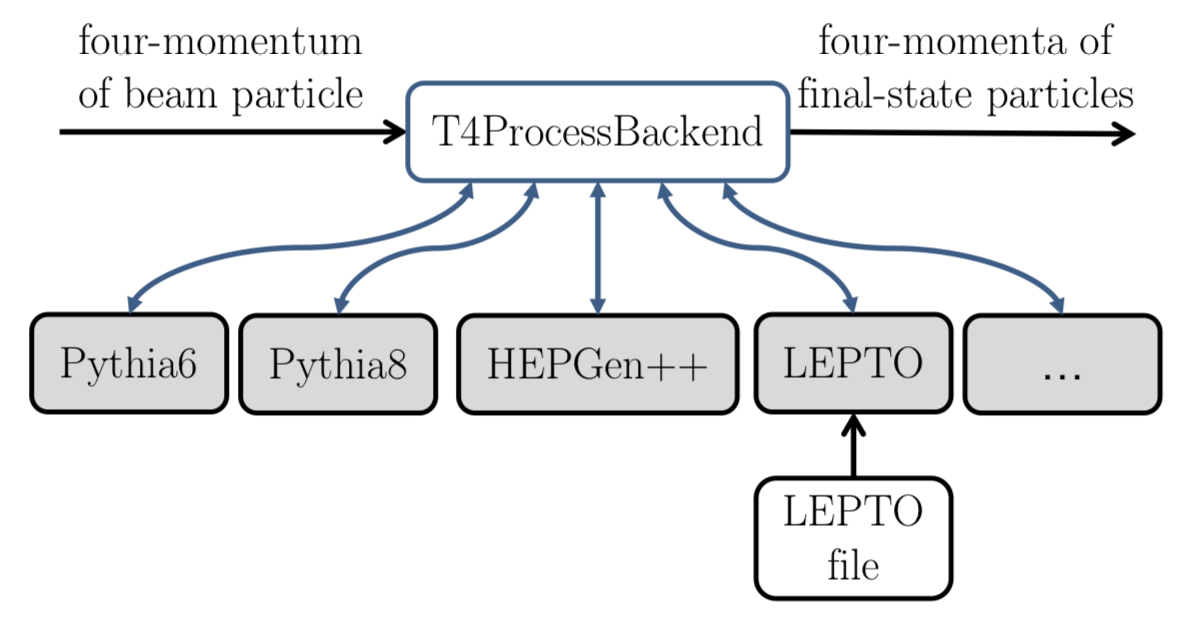 four-momentum
of beam particle
four-momenta of
final-state particles
T4ProcessBackend
Pythia6
Pythia8
HEPGen++
LEPTO
...
LEPTO
file